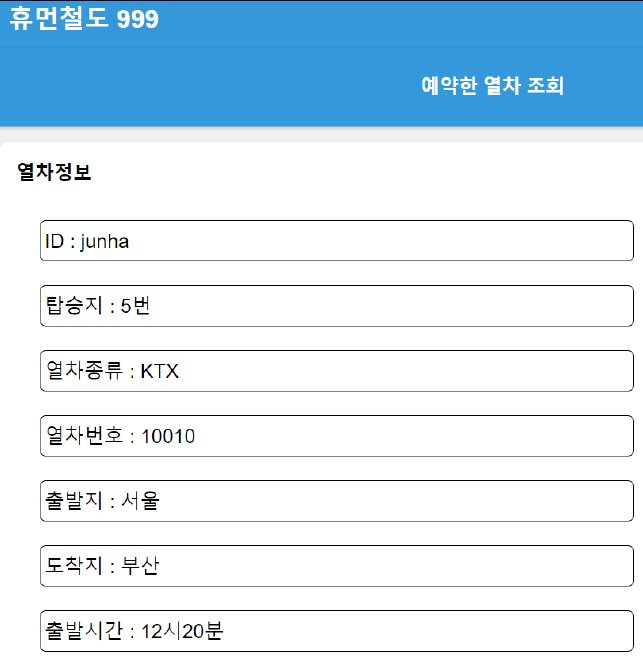 휴먼철도 999
예약한 열차 조회
열차정보
ID : junha
탑승지 : 5번
열차종류 : KTX
열차번호 : 10010
출발지 : 서울
도착지 : 부산
출발시간 : 12시20분